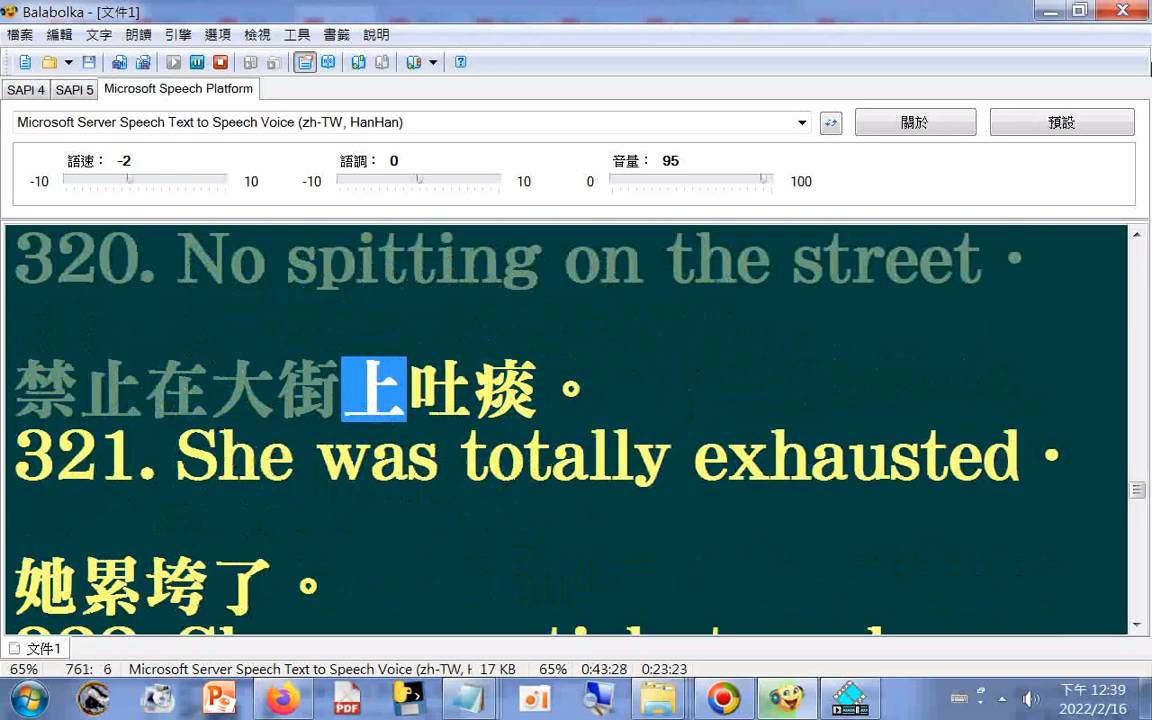 Balabolka - [文件1]
檔案 編輯 文字 朗讀 引擎 選項 檢視 工具 書籤 說明
SAPI 4 SAPI 5 Microsoft Speech Platform
Microsoft Server Speech Text to Speech Voice (zh-TW, HanHan) 關於 預設
語速： -2 語調： 0 音量： 95
-10 10 -10 10 0 100
320. No spitting on the street．
禁止在大街上吐痰。
321. She was totally exhausted．
她累垮了。
文件1
65% 761: 6 Microsoft Server Speech Text to Speech Voice (zh-TW, H 17 KB 65% 0:43:28 0:23:23
PDF
下午 12:39
2022/2/16